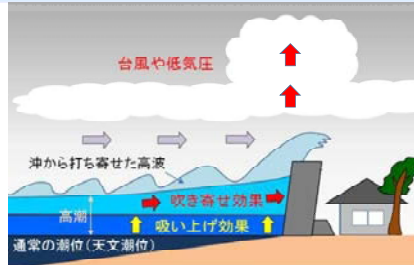 台風や低気圧
沖から打ち寄せた高波
吹き寄せ効果
高潮
吸い上げ効果
通常の潮位(天文潮位)